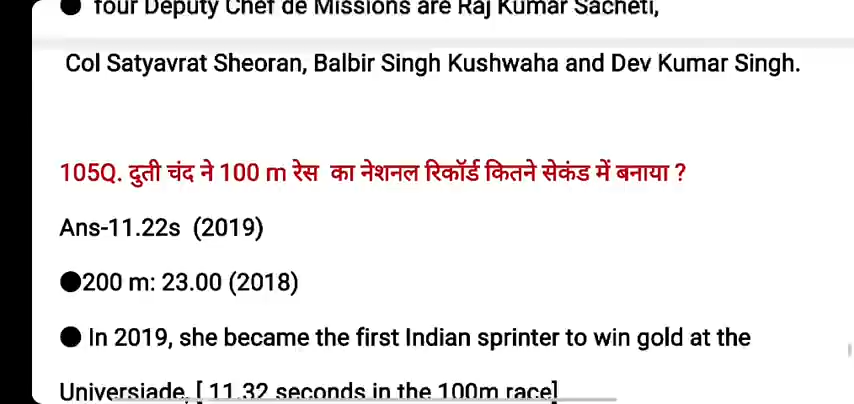 ● four Deputy Chef de Missions are Raj Kumar Sacheti,
Col Satyavrat Sheoran, Balbir Singh Kushwaha and Dev Kumar Singh.
105Q. दुती चंद ने 100 m रेस का नेशनल रिकॉर्ड कितने सेकंड में बनाया ?
Ans-11.22s (2019)
●200 m: 23.00 (2018)
● In 2019, she became the first Indian sprinter to win gold at the
Universiade, [ 11.32 seconds in the 100m race]